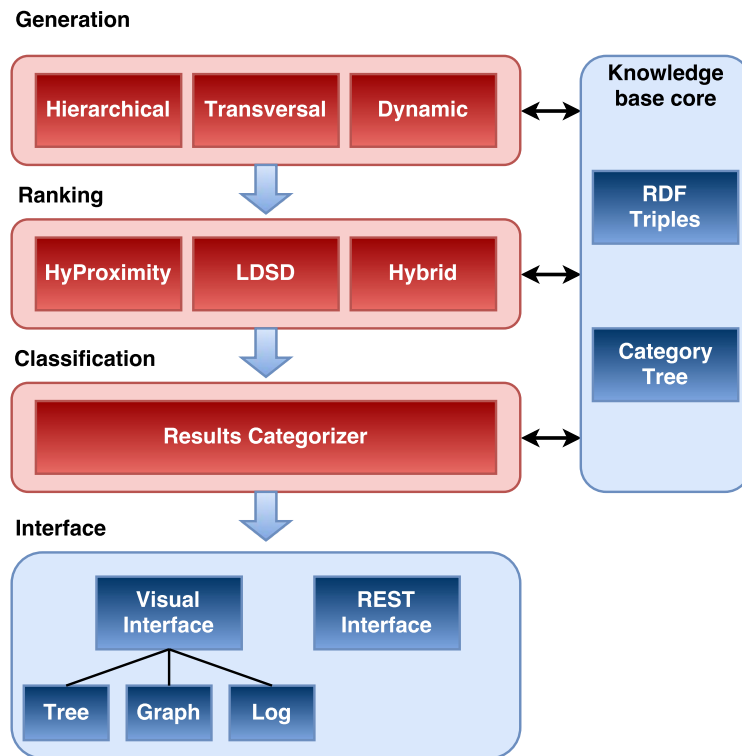 Generation
Hierarchical
Transversal
Dynamic
Knowledge
base core
Ranking
RDF
Triples
HyProximity
LDSD
Hybrid
Classification
Category
Tree
Results Categorizer
Interface
Visual
Interface
REST
Interface
Tree
Graph
Log